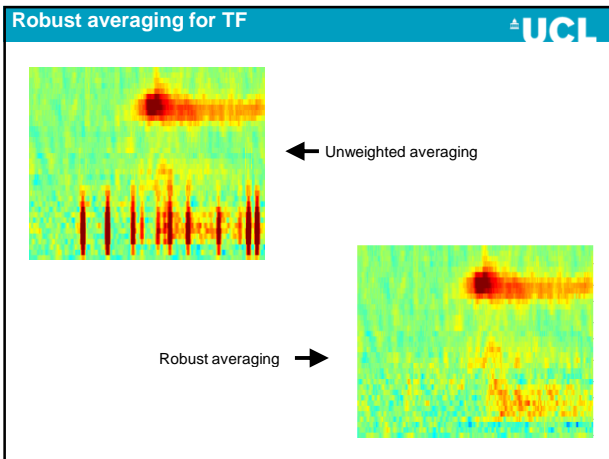 Robust averaging for TF
UCL
Unweighted averaging
Robust averaging